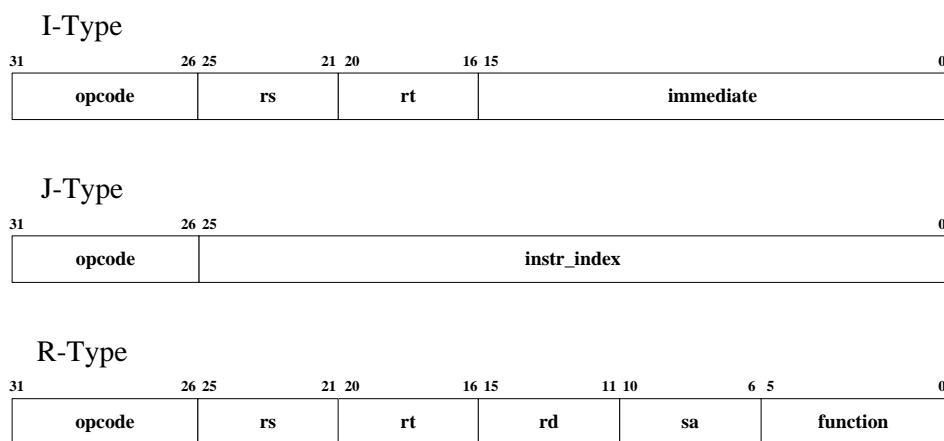 I-Type
31 26 25 21 20 16 15 0
opcode rs rt immediate
J-Type
31 26 25 0
opcode instr_index
R-Type
31 26 25 21 20 16 15 11 10 6 5 0
opcode rs rt rd sa function